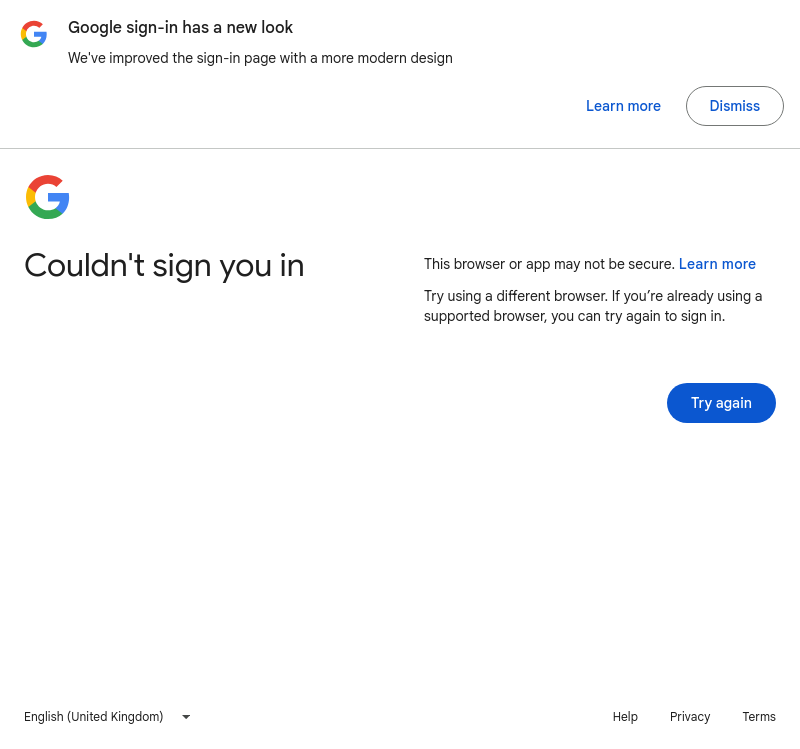 Google sign-in has a new look
We've improved the sign-in page with a more modern design
Learn more
Dismiss
Couldn't sign you in
This browser or app may not be secure. Learn more
Try using a different browser. If you’re already using a
supported browser, you can try again to sign in.
Try again
English (United Kingdom)
Help
Privacy
Terms